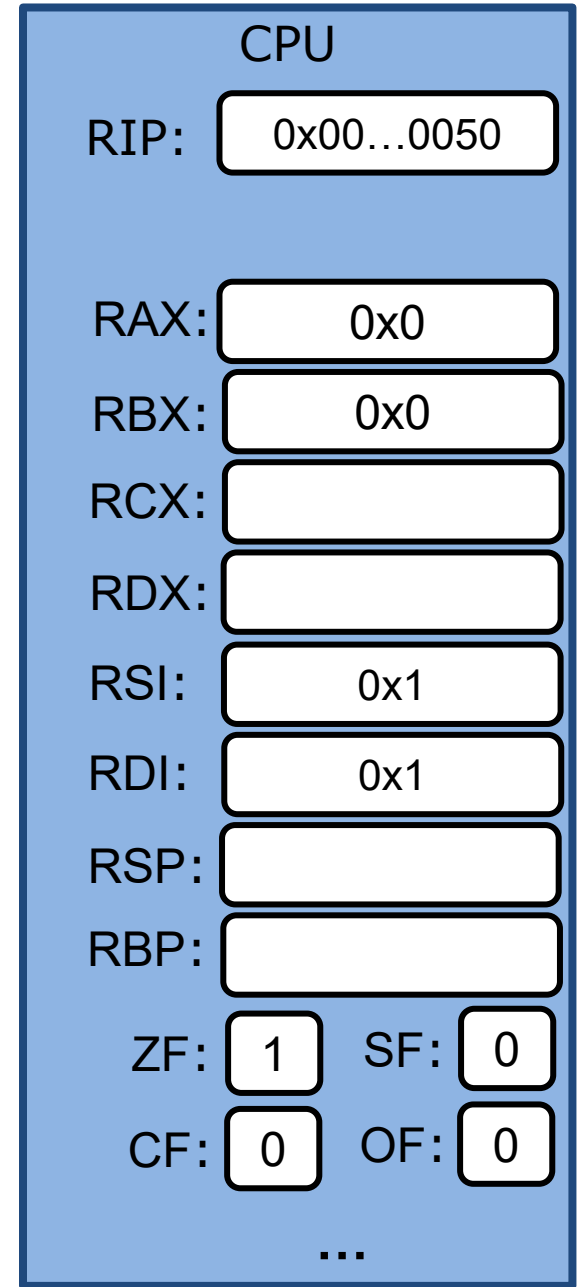 CPU
RIP: 0x00…0050
RAX: 0x0
RBX: 0x0
RCX:
RDX:
RSI: 0x1
RDI: 0x1
RSP:
RBP:
ZF: 1 SF: 0
CF: 0 OF: 0
…